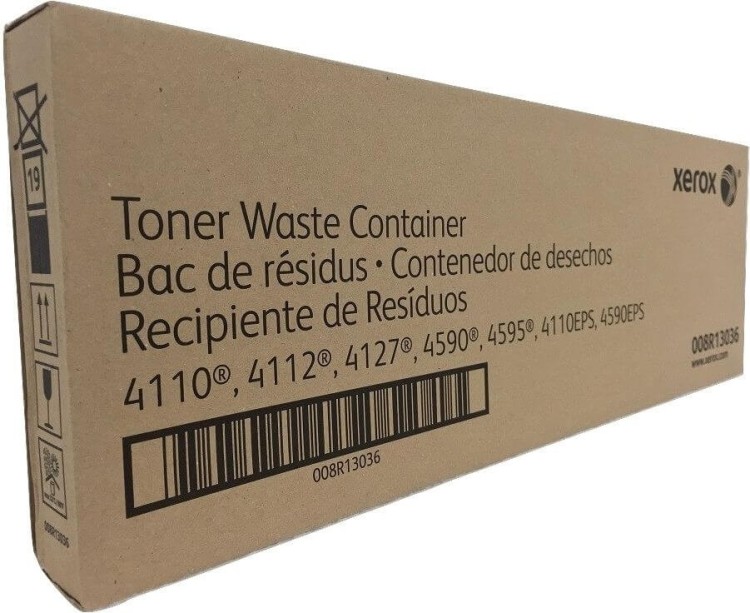 xerox
Toner Waste Container
Bac de résidus • Contenedor de desechos
Recipiente de Resíduos
4110®, 4112®, 4127®, 4590®, 4595®, 4110EPS, 4590EPS
008R13036
www.xerox.com
008R13036
19
008R13036